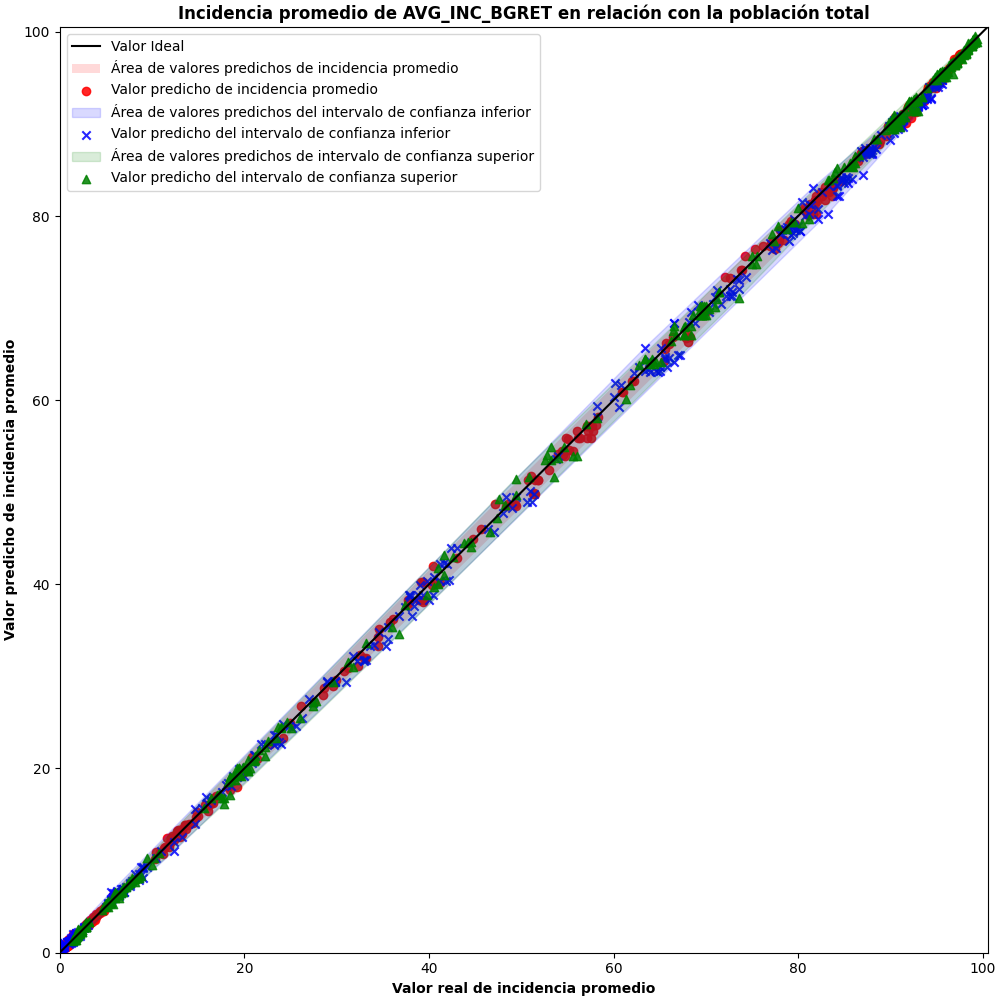 Incidencia promedio de AVG_INC_BGRET en relación con la población total
Valor Ideal
Área de valores predichos de incidencia promedio
Valor predicho de incidencia promedio
Área de valores predichos del intervalo de confianza inferior
Valor predicho del intervalo de confianza inferior
Área de valores predichos de intervalo de confianza superior
Valor predicho del intervalo de confianza superior
Valor predicho de incidencia promedio
100
80
60
40
20
0
0 20 40 60 80 100
Valor real de incidencia promedio